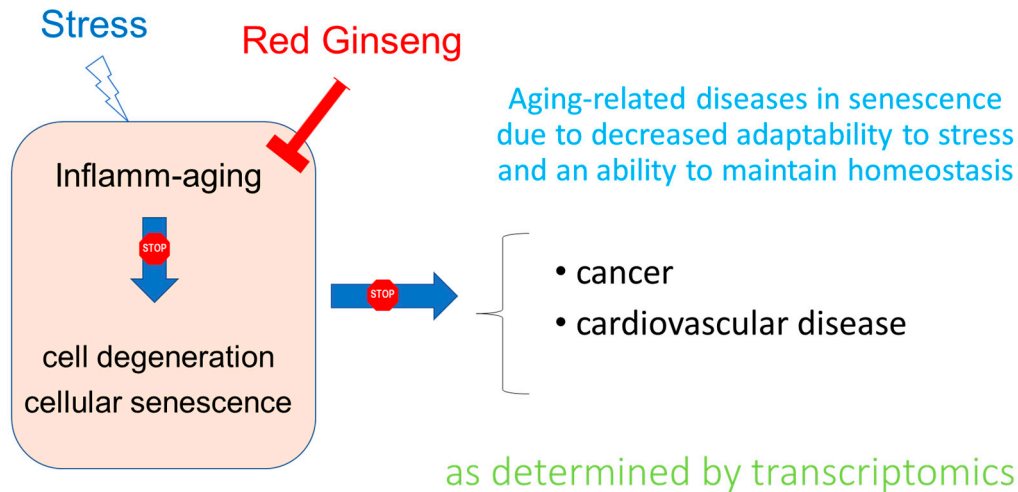 Stress
Red Ginseng
Inflamm-aging
STOP
cell degeneration
cellular senescence
STOP
Aging-related diseases in senescence
due to decreased adaptability to stress
and an ability to maintain homeostasis
• cancer
• cardiovascular disease
as determined by transcriptomics